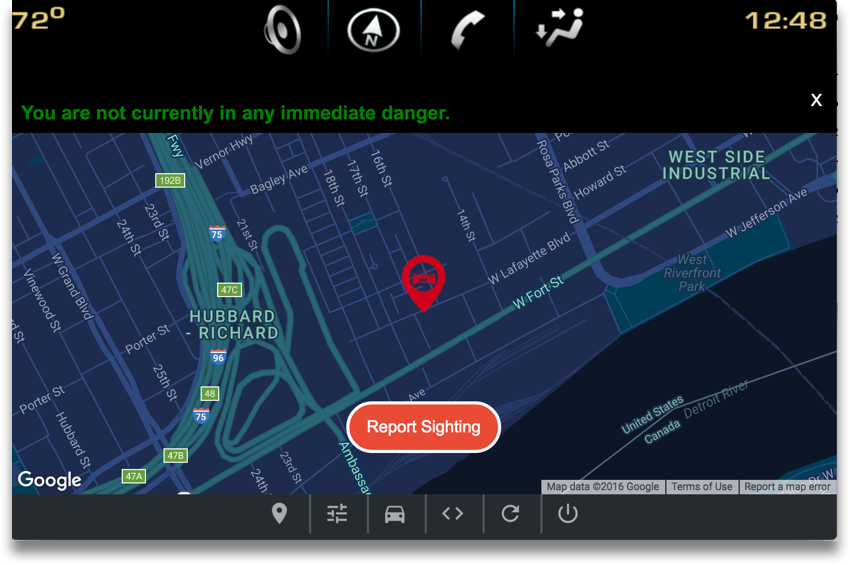 72°
N
12:48
You are not currently in any immediate danger.
X
Fwy
Vernor Hwy
192B
Bagley Ave
16th St
17th St
18th St
Rosa Parks Blvd
Abbott St
Howard St
WEST SIDE
INDUSTRIAL
23rd St
24th St
21st St
75
14th St
W Lafayette Blvd
W Jefferson Ave
W Grand Blvd
Vinewood St
47C
West
Riverfront
Park
W Fort St
HUBBARD
- RICHARD
Porter St
96
25th St
48
75
Porter St
Hubbard St
Ave
Report Sighting
United States
Canada
Detroit River
47B
47A
24th
23rd St
Ambassa
Dr W
Google
Map data ©2016 Google
Terms of Use
Report a map error